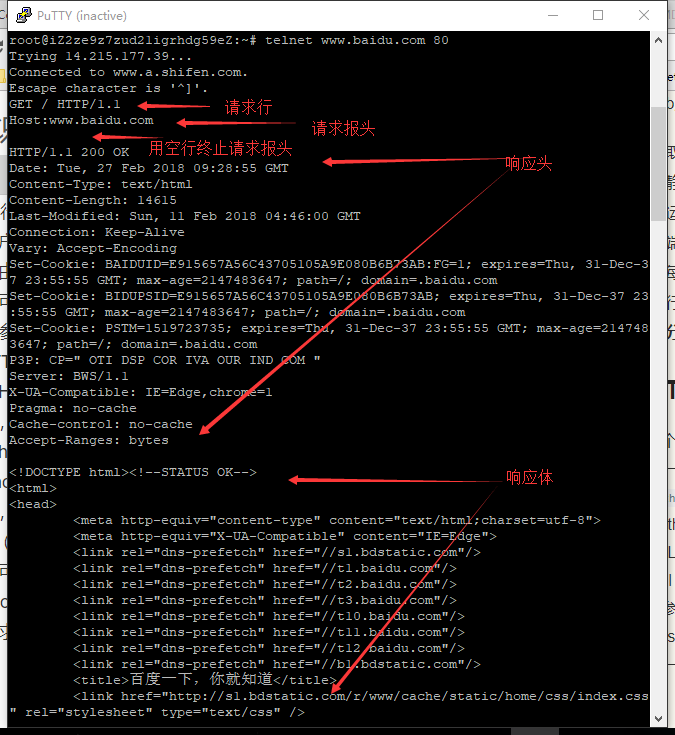 PuTTY (inactive)
root@iZ2ze9z7zud21igrhdg59eZ:~# telnet www.baidu.com 80
Trying 14.215.177.39...
Connected to www.a.shifen.com.
Escape character is '^]'.
GET / HTTP/1.1
请求行
Host:www.baidu.com
请求报头
用空行终止请求报头
HTTP/1.1 200 OK
响应头
Date: Tue, 27 Feb 2018 09:28:55 GMT
Content-Type: text/html
Content-Length: 14615
Last-Modified: Sun, 11 Feb 2018 04:46:00 GMT
Connection: Keep-Alive
Vary: Accept-Encoding
Set-Cookie: BAIDUID=E915657A56C43705105A9E080B6B73AB:FG=1; expires=Thu, 31-Dec-3
7 23:55:55 GMT; max-age=2147483647; path=/; domain=.baidu.com
Set-Cookie: BIDUPSID=E915657A56C43705105A9E080B6B73AB; expires=Thu, 31-Dec-37 23
:55:55 GMT; max-age=2147483647; path=/; domain=.baidu.com
Set-Cookie: PSTM=1519723735; expires=Thu, 31-Dec-37 23:55:55 GMT; max-age=214748
3647; path=/; domain=.baidu.com
P3P: CP=" OTI DSP COR IVA OUR IND COM "
Server: BWS/1.1
X-UA-Compatible: IE=Edge,chrome=1
Pragma: no-cache
Cache-control: no-cache
Accept-Ranges: bytes
<!DOCTYPE html><!--STATUS OK-->
响应体
<html>
<head>
<meta http-equiv="content-type" content="text/html;charset=utf-8">
<meta http-equiv="X-UA-Compatible" content="IE=Edge">
<link rel="dns-prefetch" href="//s1.bdstatic.com"/>
<link rel="dns-prefetch" href="//t1.baidu.com"/>
<link rel="dns-prefetch" href="//t2.baidu.com"/>
<link rel="dns-prefetch" href="//t3.baidu.com"/>
<link rel="dns-prefetch" href="//t10.baidu.com"/>
<link rel="dns-prefetch" href="//t11.baidu.com"/>
<link rel="dns-prefetch" href="//t12.baidu.com"/>
<link rel="dns-prefetch" href="//b1.bdstatic.com"/>
<title>百度一下，你就知道</title>
<link href="http://s1.bdstatic.com/r/www/cache/static/home/css/index.css
" rel="stylesheet" type="text/css" />